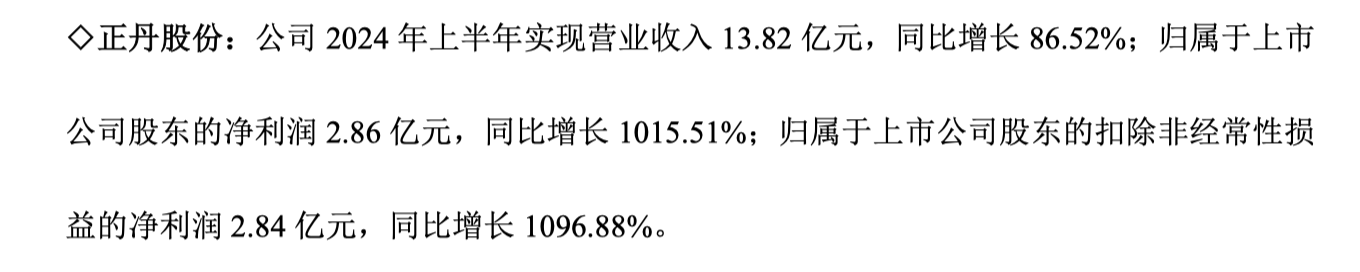 ◇正丹股份：公司 2024 年上半年实现营业收入 13.82 亿元，同比增长 86.52%；归属于上市
公司股东的净利润 2.86 亿元，同比增长 1015.51%；归属于上市公司股东的扣除非经常性损
益的净利润 2.84 亿元，同比增长 1096.88%。